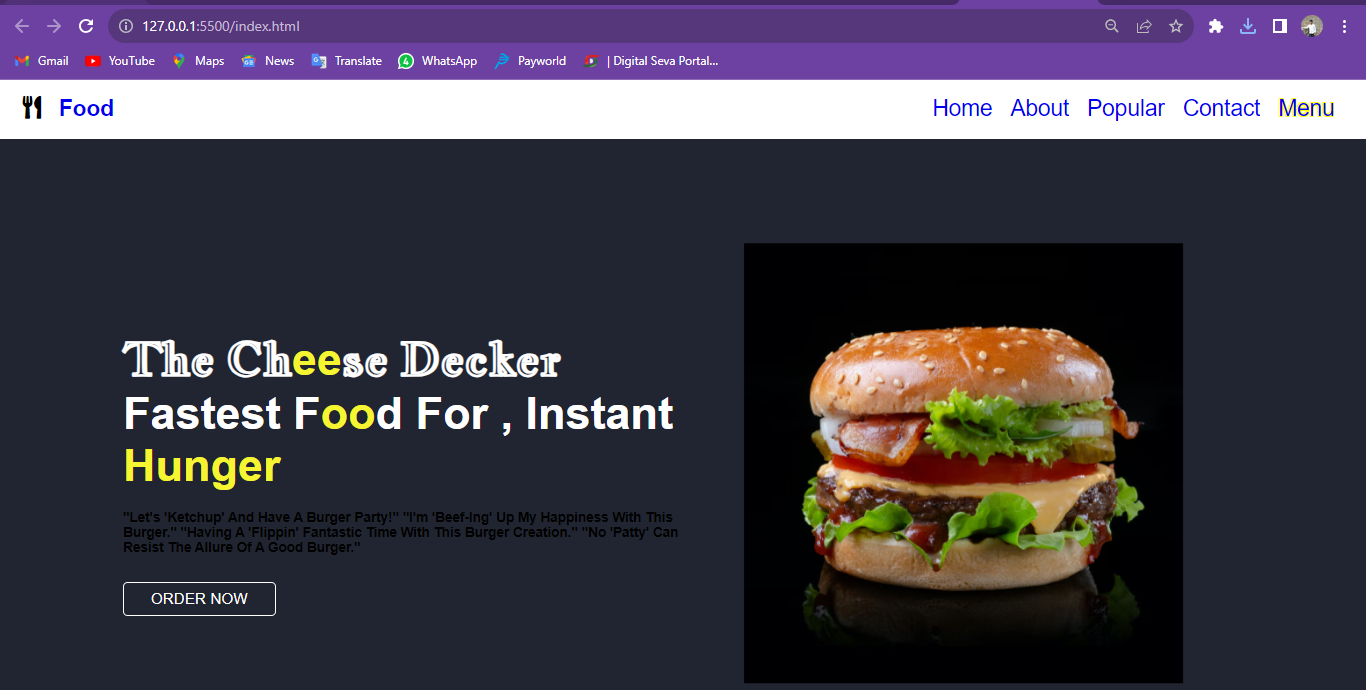 127.0.0.1:5500/index.html
Gmail YouTube Maps News Translate WhatsApp Payworld | Digital Seva Portal...
Food Home About Popular Contact Menu
The Cheese Decker
Fastest Food For , Instant
Hunger
"Let's 'Ketchup' And Have A Burger Party!" "I'm 'Beef-Ing' Up My Happiness With This
Burger." "Having A 'Flippin' Fantastic Time With This Burger Creation." "No 'Patty' Can
Resist The Allure Of A Good Burger."
ORDER NOW